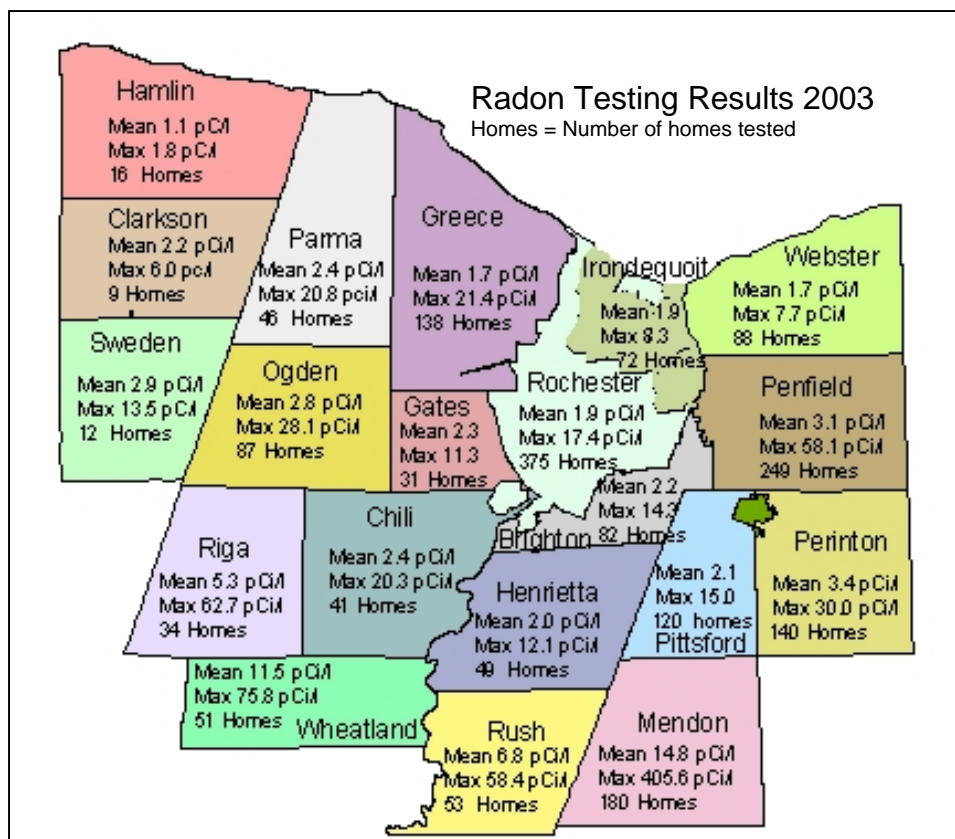 Radon Testing Results 2003
Homes = Number of homes tested
Hamlin
Mean 1.1 pCi/l
Max 1.8 pCi/l
16 Homes
Clarkson
Mean 2.2 pCi/l
Max 6.0 pc/l
9 Homes
Sweden
Mean 2.9 pCi/l
Max 13.5 pCi/l
12 Homes
Parma
Mean 2.4 pCi/l
Max 20.8 pci/l
46 Homes
Ogden
Mean 2.8 pCi/l
Max 28.1 pCi/l
87 Homes
Greece
Mean 1.7 pCi/l
Max 21.4 pCi/l
138 Homes
Gates
Mean 2.3
Max 11.3
31 Homes
Irondequoit
Mean 1.9
Max 8.3
72 Homes
Rochester
Mean 1.9 pCi/l
Max 17.4 pCi/l
375 Homes
Webster
Mean 1.7 pCi/l
Max 7.7 pCi/l
88 Homes
Penfield
Mean 3.1 pCi/l
Max 58.1 pCi/l
249 Homes
Riga
Mean 5.3 pCi/l
Max 62.7 pCi/l
34 Homes
Chili
Mean 2.4 pCi/l
Max 20.3 pCi/l
41 Homes
Mean 2.2
Max 14.3
Brighton 82 Homes
Henrietta
Mean 2.0 pCi/l
Max 12.1 pCi/l
49 Homes
Mean 2.1
Max 15.0
120 homes
Pittsford
Perinton
Mean 3.4 pCi/l
Max 30.0 pCi/l
140 Homes
Mean 11.5 pCi/l
Max 75.8 pCi/l
51 Homes
Wheatland
Rush
Mean 6.8 pCi/l
Max 58.4 pCi/l
53 Homes
Mendon
Mean 14.8 pCi/l
Max 405.6 pCi/l
180 Homes